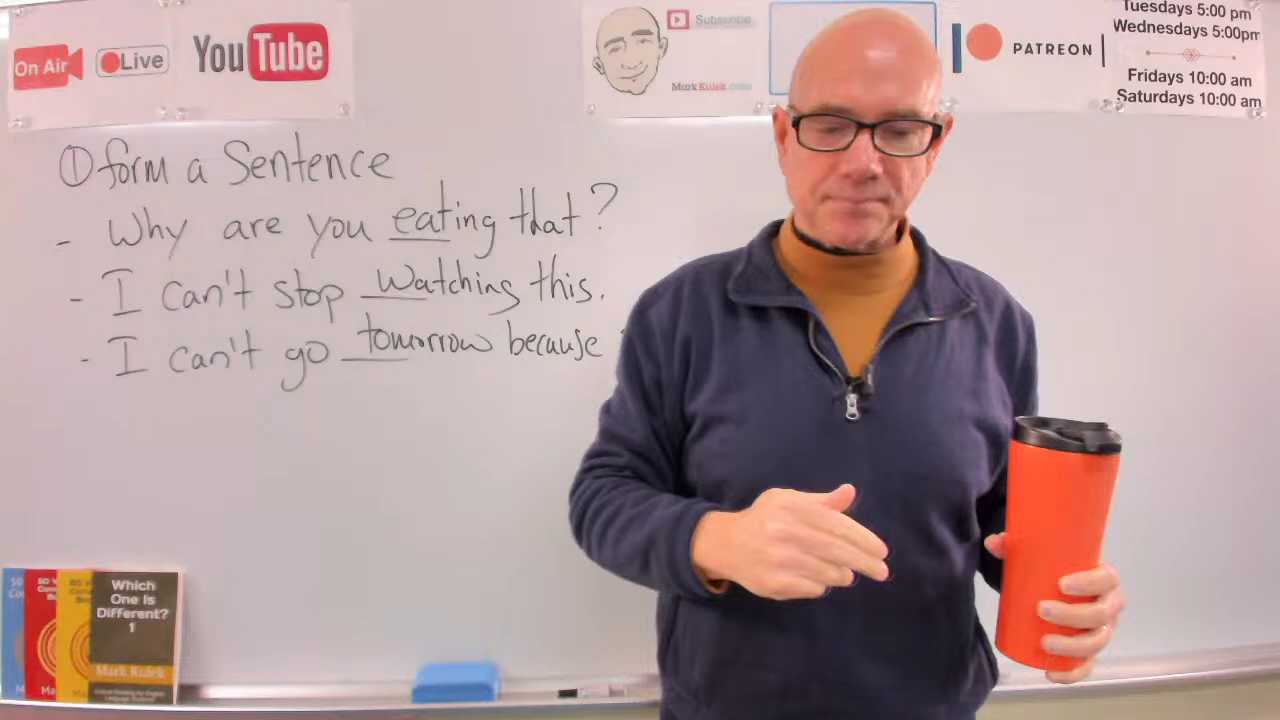 On Air
Live
YouTube
Subscribe
Mark Kulek.com
PATREON
Tuesdays 5:00 pm
Wednesdays 5:00pm
Fridays 10:00 am
Saturdays 10:00 am
① form a Sentence
- Why are you eating that?
- I can't stop watching this.
- I can't go tomorrow because
Which
One Is
Different?
1
Mark Kulek